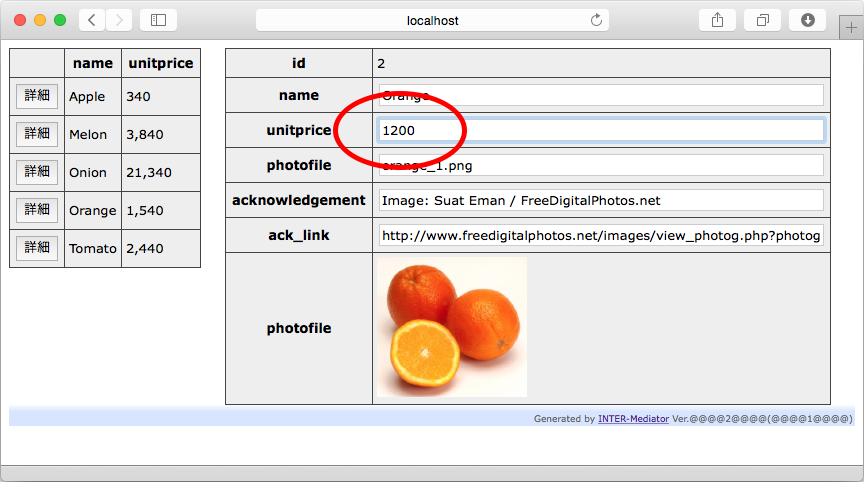 localhost
name unitprice
詳細 Apple 340
詳細 Melon 3,840
詳細 Onion 21,340
詳細 Orange 1,540
詳細 Tomato 2,440
id 2
name Orange
unitprice 1200
photofile orange_1.png
acknowledgement Image: Suat Eman / FreeDigitalPhotos.net
ack_link http://www.freedigitalphotos.net/images/view_photog.php?photog
photofile
Generated by INTER-Mediator Ver.@@@@2@@@@(@@@@1@@@@)